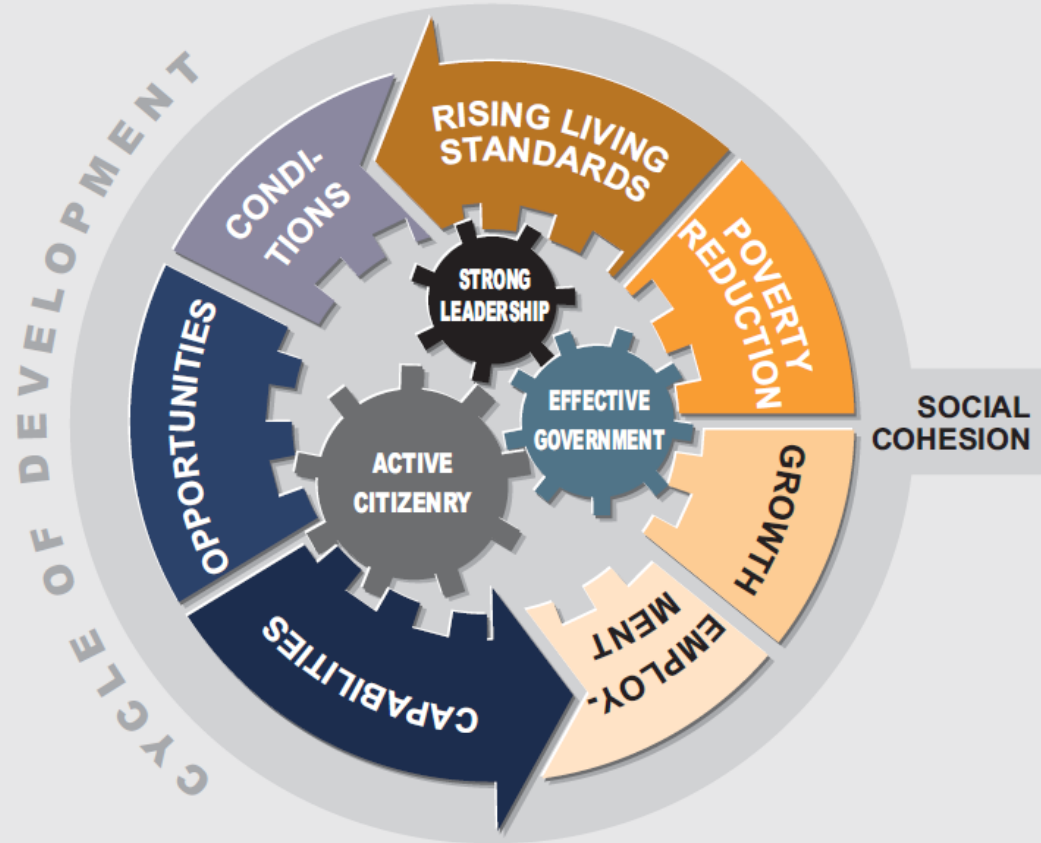 CYCLE OF DEVELOPMENT
RISING LIVING
STANDARDS
POVERTY
REDUCTION
GROWTH
EMPLOY-
MENT
CAPABILITIES
OPPORTUNITIES
CONDI-
TIONS
STRONG
LEADERSHIP
EFFECTIVE
GOVERNMENT
ACTIVE
CITIZENRY
SOCIAL
COHESION